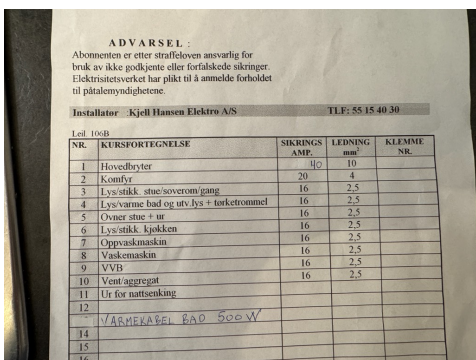 ADVARSEL :
Abonnenten er etter straffeloven ansvarlig for
bruk av ikke godkjente eller forfalskede sikringer.
Elektrisitetsverket har plikt til å anmelde forholdet
til påtalemyndighetene.
Installatør :Kjell Hansen Elektro A/S TLF: 55 15 40 30
Leil. 106B
NR. KURSFORTEGNELSE SIKRINGS AMP. LEDNING mm² KLEMME NR.
1 Hovedbryter 40 10
2 Komfyr 20 4
3 Lys/stikk. stue/soverom/gang 16 2,5
4 Lys/varme bad og utv.lys + tørketrommel 16 2,5
5 Ovner stue + ur 16 2,5
6 Lys/stikk. kjøkken 16 2,5
7 Oppvaskmaskin 16 2,5
8 Vaskemaskin 16 2,5
9 VVB 16 2,5
10 Vent/aggregat 16 2,5
11 Ur for nattsenking
12
VARMEKABEL BAD 500W
14
15
16